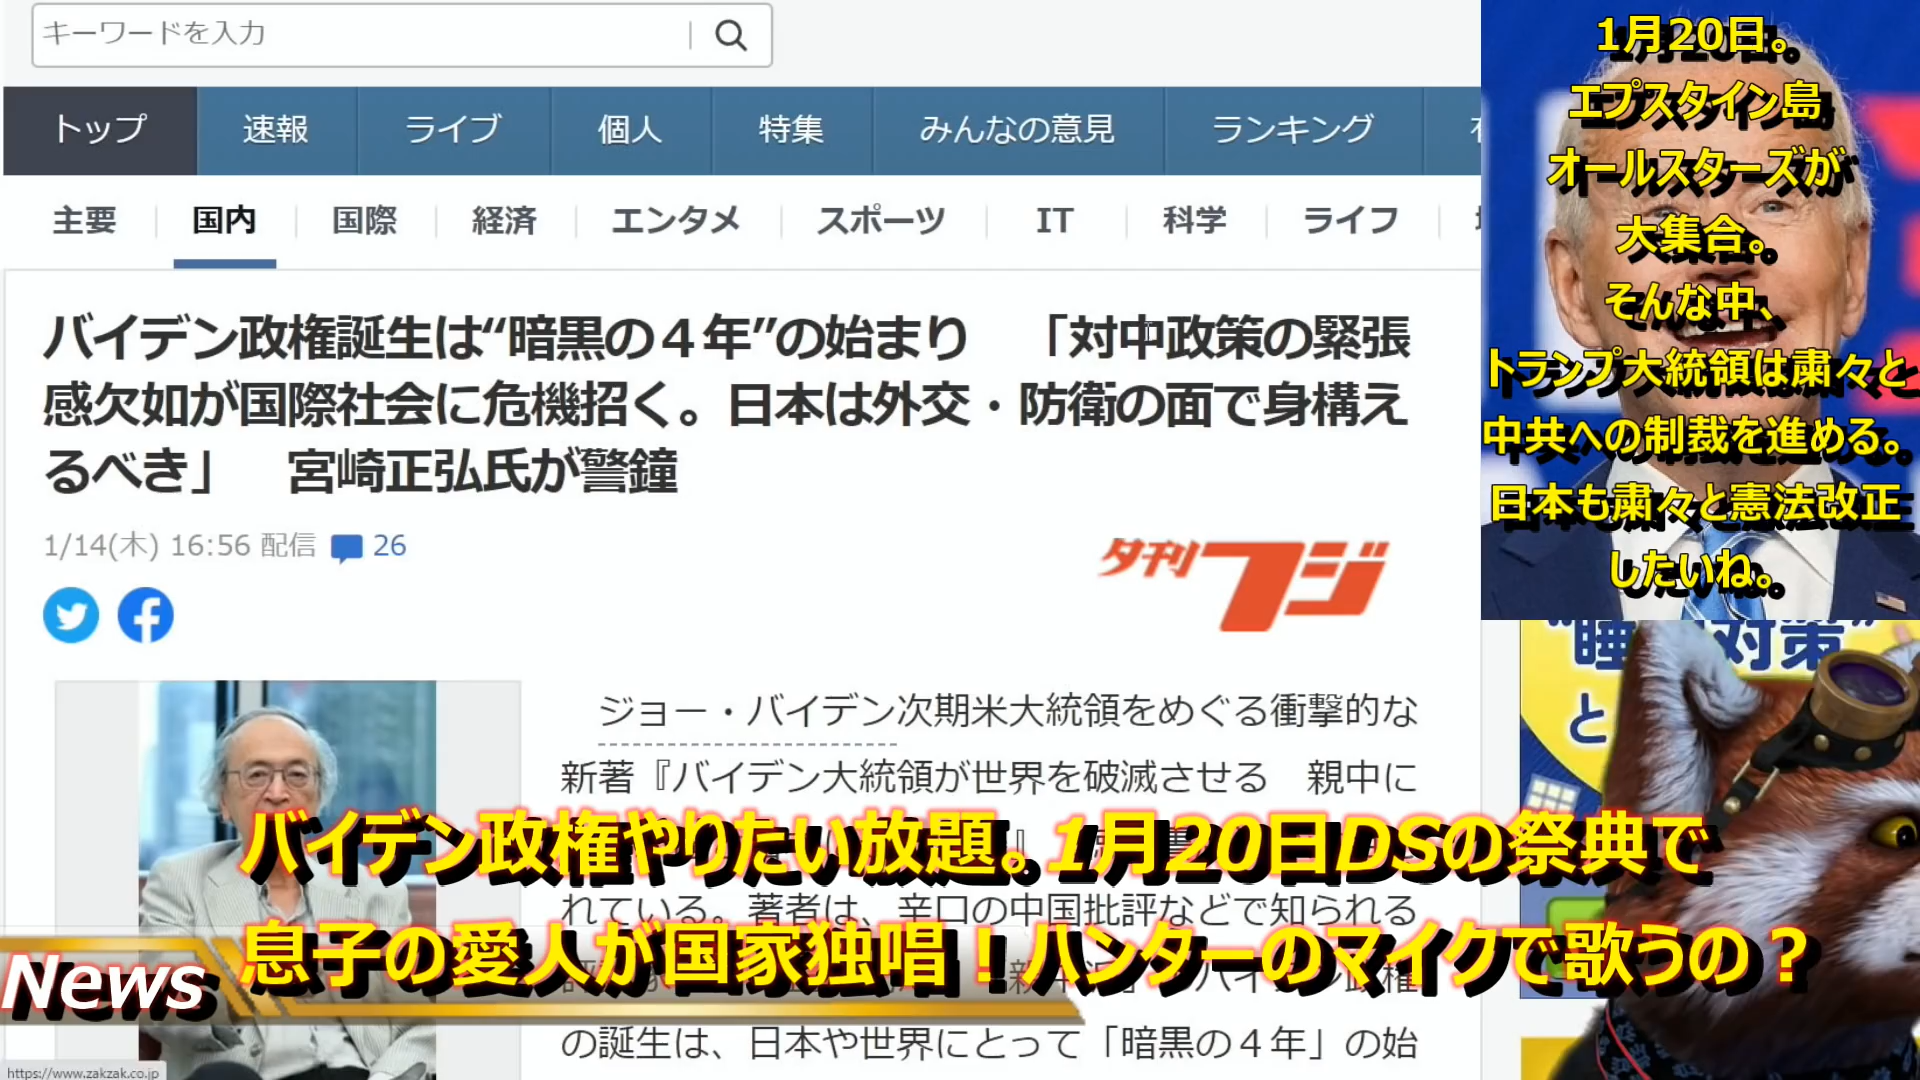 キーワードを入力
トップ 速報 ライブ 個人 特集 みんなの意見 ランキング
主要 国内 国際 経済 エンタメ スポーツ IT 科学 ライフ
バイデン政権誕生は“暗黒の４年”の始まり 「対中政策の緊張
感欠如が国際社会に危機招く。日本は外交・防衛の面で身構え
るべき」 宮崎正弘氏が警鐘
1/14(木) 16:56 配信 26
夕刊フジ
ジョー・バイデン次期米大統領をめぐる衝撃的な
新著『バイデン大統領が世界を破滅させる 親中に
れている。著者は、辛口の中国批評などで知られる
の誕生は、日本や世界にとって「暗黒の４年」の始
1月20日。
エプスタイン島
オールスターズが
大集合。
そんな中、
トランプ大統領は粛々と
中共への制裁を進める。
日本も粛々と憲法改正
したいね。
対策”
と
バイデン政権やりたい放題。1月20日DSの祭典で
息子の愛人が国家独唱！ハンターのマイクで歌うの？
News
https://www.zakzak.co.jp